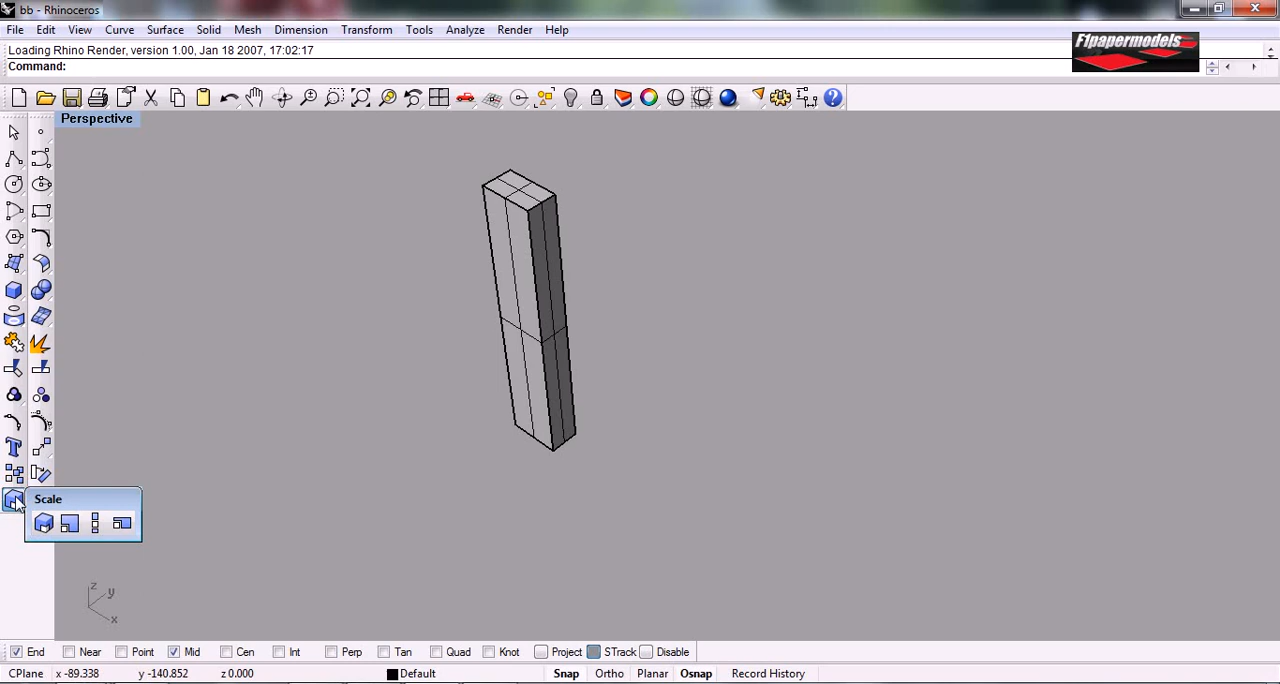 bb - Rhinoceros
File Edit View Curve Surface Solid Mesh Dimension Transform Tools Analyze Render Help
Loading Rhino Render, version 1.00, Jan 18 2007, 17:02:17
Command:
F1papermodels
Perspective
Scale
z
y
x
End Near Point Mid Cen Int Perp Tan Quad Knot Project STrack Disable
CPlane x -89.338 y -140.852 z 0.000 Default Snap Ortho Planar Osnap Record History